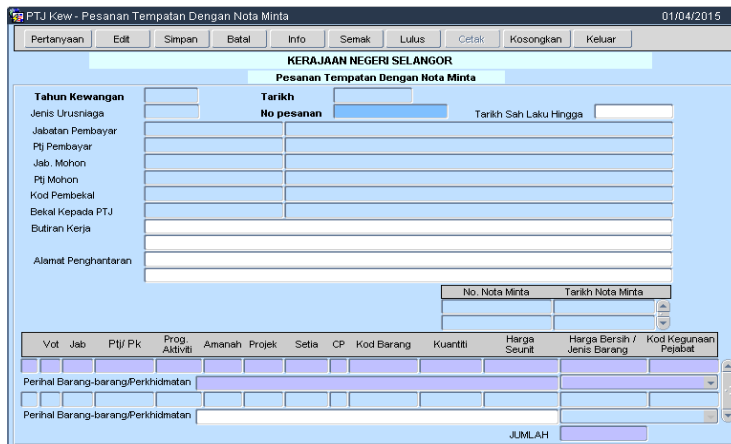 PTJ Kew - Pesanan Tempatan Dengan Nota Minta 01/04/2015
Pertanyaan Edit Simpan Batal Info Semak Lulus Cetak Kosongkan Keluar
KERAJAAN NEGERI SELANGOR
Pesanan Tempatan Dengan Nota Minta
Tahun Kewangan Tarikh
Jenis Urusniaga No pesanan Tarikh Sah Laku Hingga
Jabatan Pembayar
Ptj Pembayar
Jab. Mohon
Ptj Mohon
Kod Pembekal
Bekal Kepada PTJ
Butiran Kerja
Alamat Penghantaran
No. Nota Minta Tarikh Nota Minta
Vot Jab Ptj/ Pk Prog. Aktiviti Amanah Projek Setia CP Kod Barang Kuantiti Harga Seunit Harga Bersih / Jenis Barang Kod Kegunaan Pejabat
Perihal Barang-barang/Perkhidmatan
Perihal Barang-barang/Perkhidmatan
JUMLAH